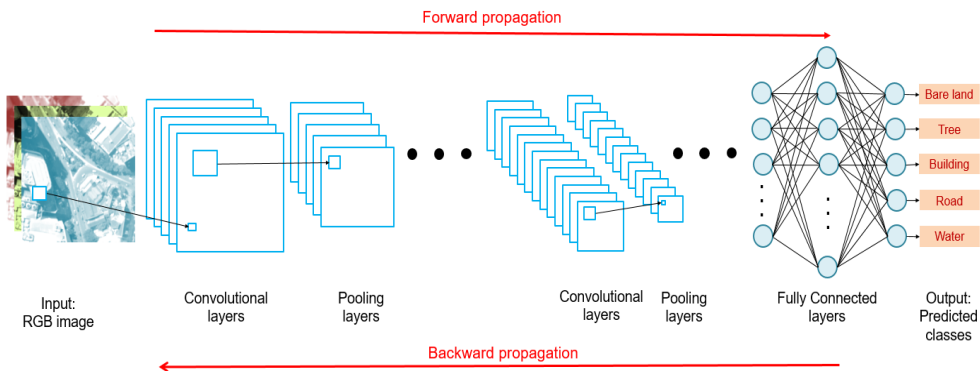 Forward propagation
Bare land
Tree
Building
Road
Water
Input:
RGB image
Convolutional
layers
Pooling
layers
Convolutional
layers
Pooling
layers
Fully Connected
layers
Output:
Predicted
classes
Backward propagation